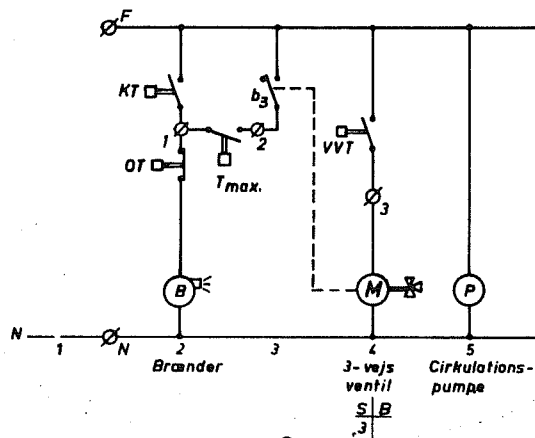 F
KT
b3
1
2
OT
Tmax.
VVT
3
B
M
P
N
1
N
2
3
4
5
Brænder
3-vejs
ventil
Cirkulations-
pumpe
S B
,3